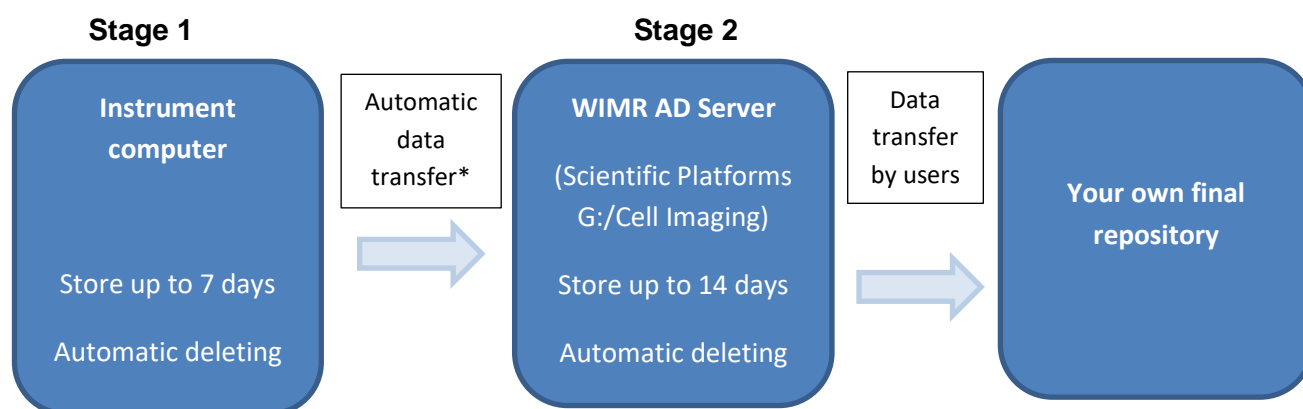 Stage 1
Stage 2
Instrument
computer
Store up to 7 days
Automatic deleting
Automatic
data
transfer*
WIMR AD Server
(Scientific Platforms
G:/Cell Imaging)
Store up to 14 days
Automatic deleting
Data
transfer
by users
Your own final
repository